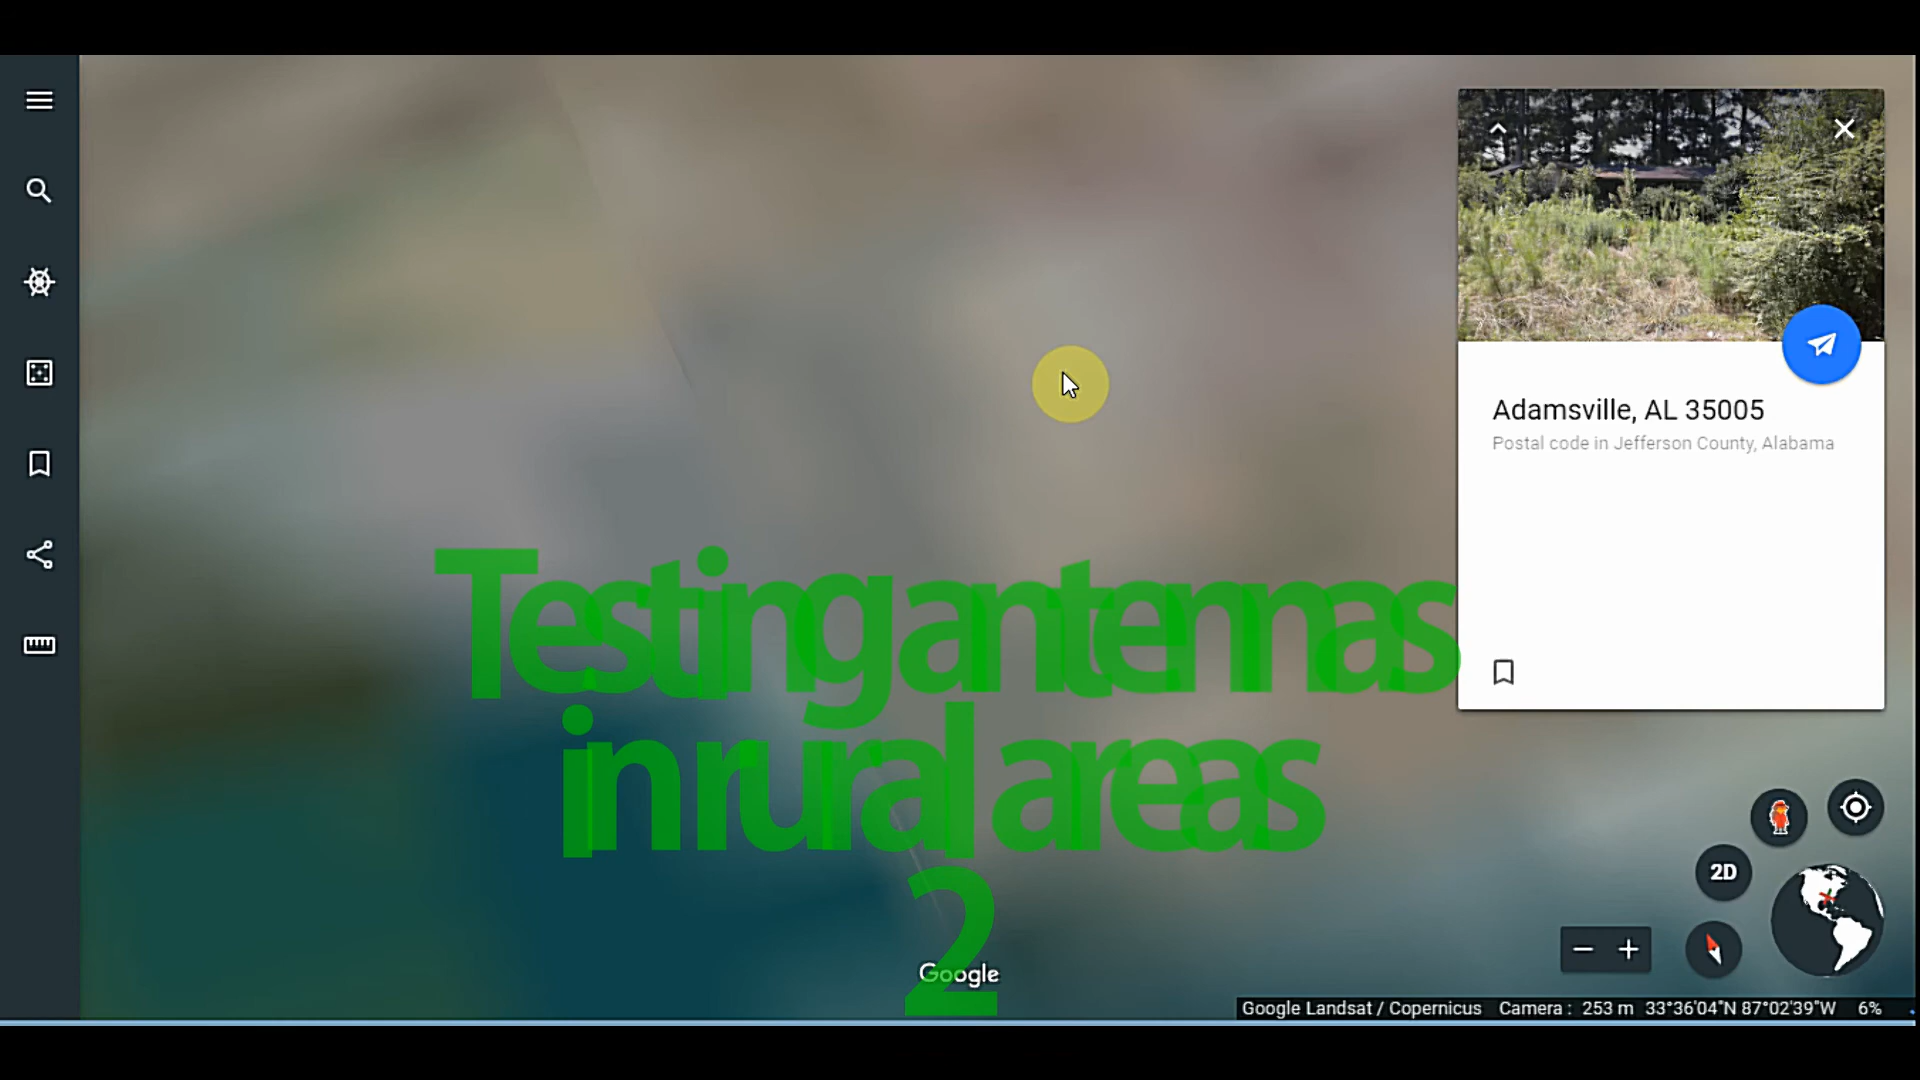 Adamsville, AL 35005
Postal code in Jefferson County, Alabama
Testing antennas
in rural areas
2
2D
Google
Google Landsat / Copernicus Camera : 253 m 33°36'04"N 87°02'39"W 6%